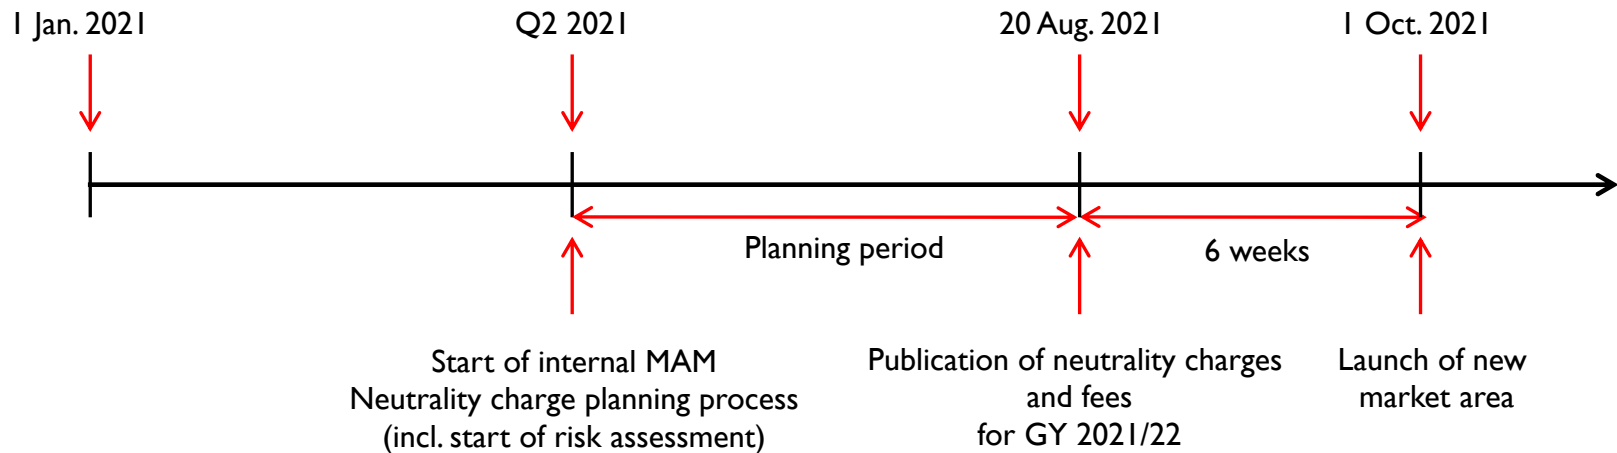 1 Jan. 2021
Q2 2021
20 Aug. 2021
1 Oct. 2021
Planning period
6 weeks
Start of internal MAM
Neutrality charge planning process
(incl. start of risk assessment)
Publication of neutrality charges
and fees
for GY 2021/22
Launch of new
market area